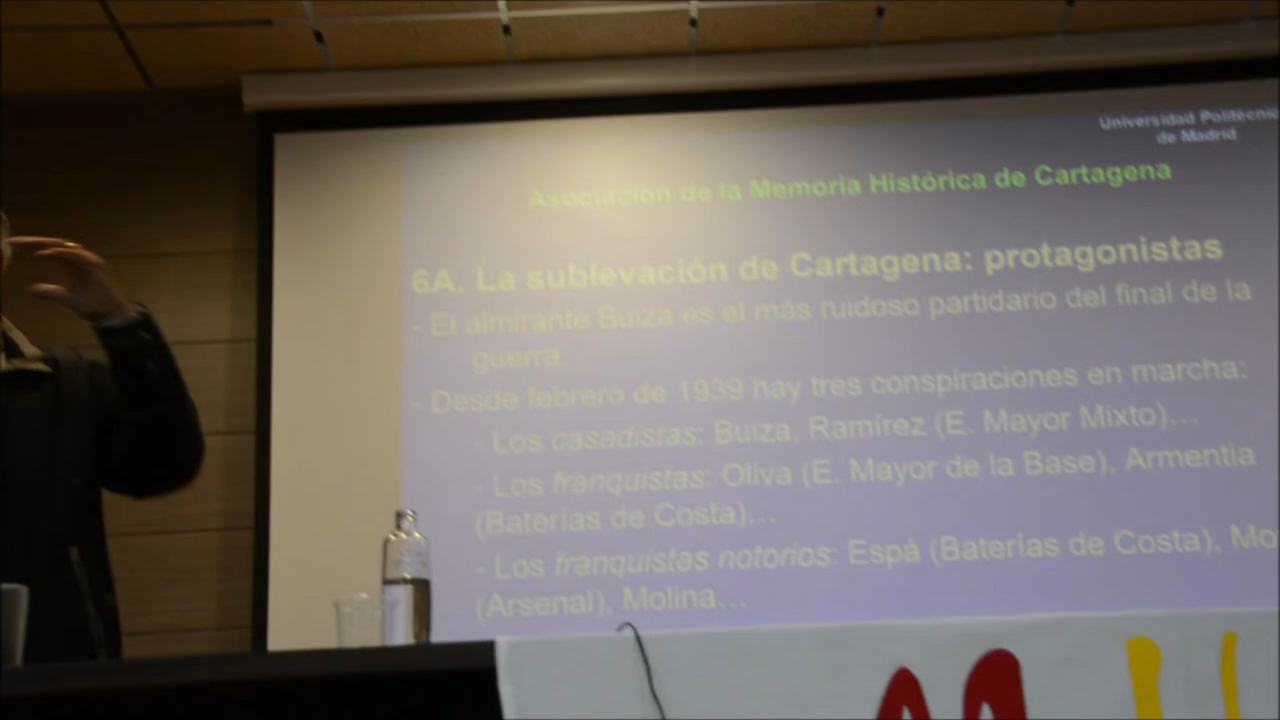 Universidad Politécnic
de Madrid
Asociación de la Memoria Histórica de Cartagena
6A. La sublevación de Cartagena: protagonistas
- El almirante Buiza es el más ruidoso partidario del final de la
guerra.
- Desde febrero de 1939 hay tres conspiraciones en marcha:
- Los casadistas: Buiza, Ramírez (E. Mayor Mixto)...
- Los franquistas: Oliva (E. Mayor de la Base), Armentia
(Baterías de Costa)...
- Los franquistas notorios: Espá (Baterías de Costa), Mo
(Arsenal), Molina...